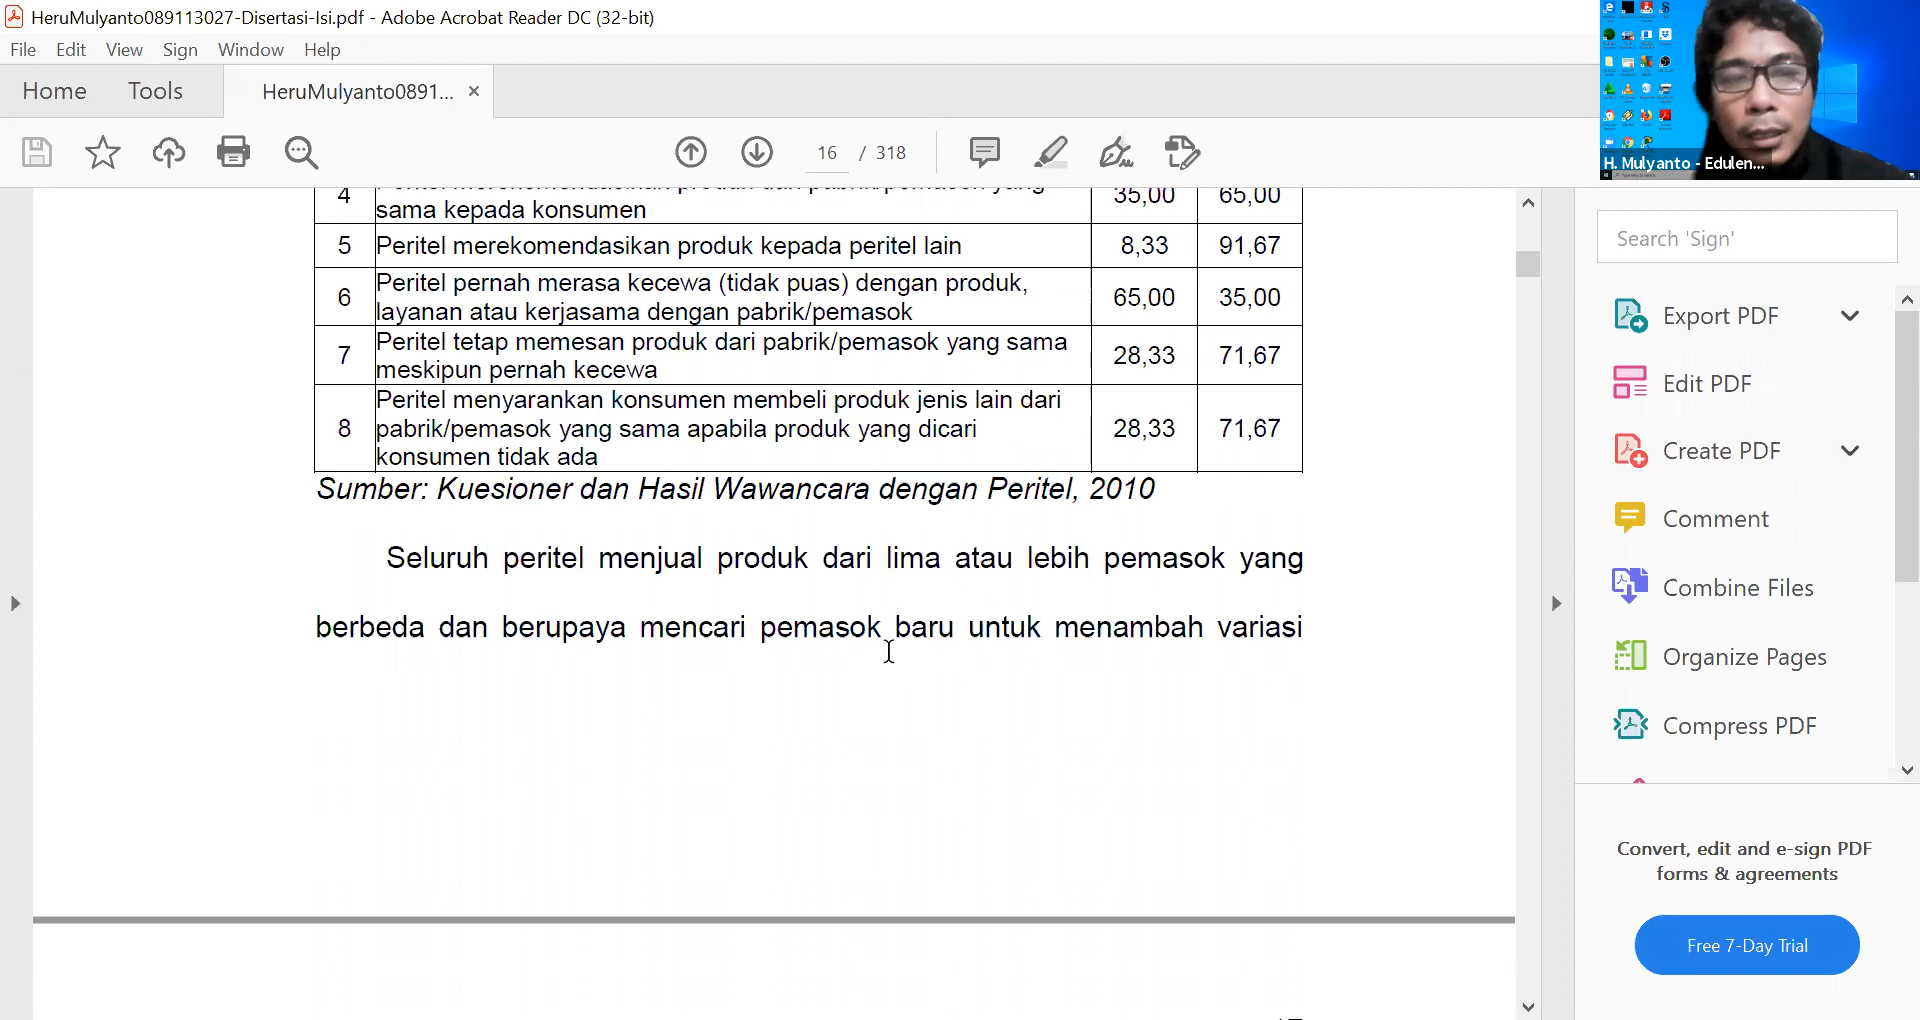 HeruMulyanto089113027-Disertasi-Isi.pdf - Adobe Acrobat Reader DC (32-bit)
File Edit View Sign Window Help
Home Tools HeruMulyanto0891... ×
16 / 318
4 sama kepada konsumen 35,00 65,00
5 Peritel merekomendasikan produk kepada peritel lain 8,33 91,67
6 Peritel pernah merasa kecewa (tidak puas) dengan produk,
layanan atau kerjasama dengan pabrik/pemasok 65,00 35,00
7 Peritel tetap memesan produk dari pabrik/pemasok yang sama
meskipun pernah kecewa 28,33 71,67
8 Peritel menyarankan konsumen membeli produk jenis lain dari
pabrik/pemasok yang sama apabila produk yang dicari
konsumen tidak ada 28,33 71,67
Sumber: Kuesioner dan Hasil Wawancara dengan Peritel, 2010
Seluruh peritel menjual produk dari lima atau lebih pemasok yang
berbeda dan berupaya mencari pemasok baru untuk menambah variasi
H. Mulyanto - Edulen...
Search 'Sign'
Export PDF
Edit PDF
Create PDF
Comment
Combine Files
Organize Pages
Compress PDF
Convert, edit and e-sign PDF
forms & agreements
Free 7-Day Trial